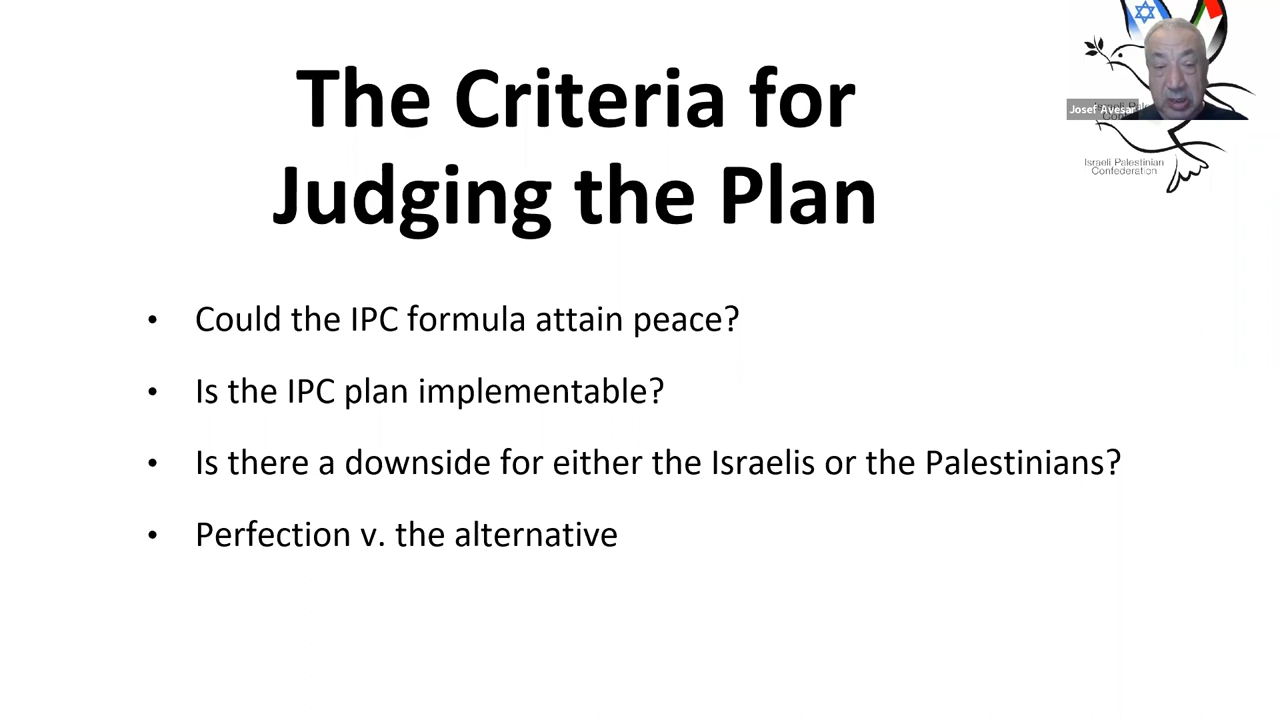 The Criteria for
Judging the Plan
• Could the IPC formula attain peace?
• Is the IPC plan implementable?
• Is there a downside for either the Israelis or the Palestinians?
• Perfection v. the alternative
Josef Avesar
Israeli Palestinian
Confederation